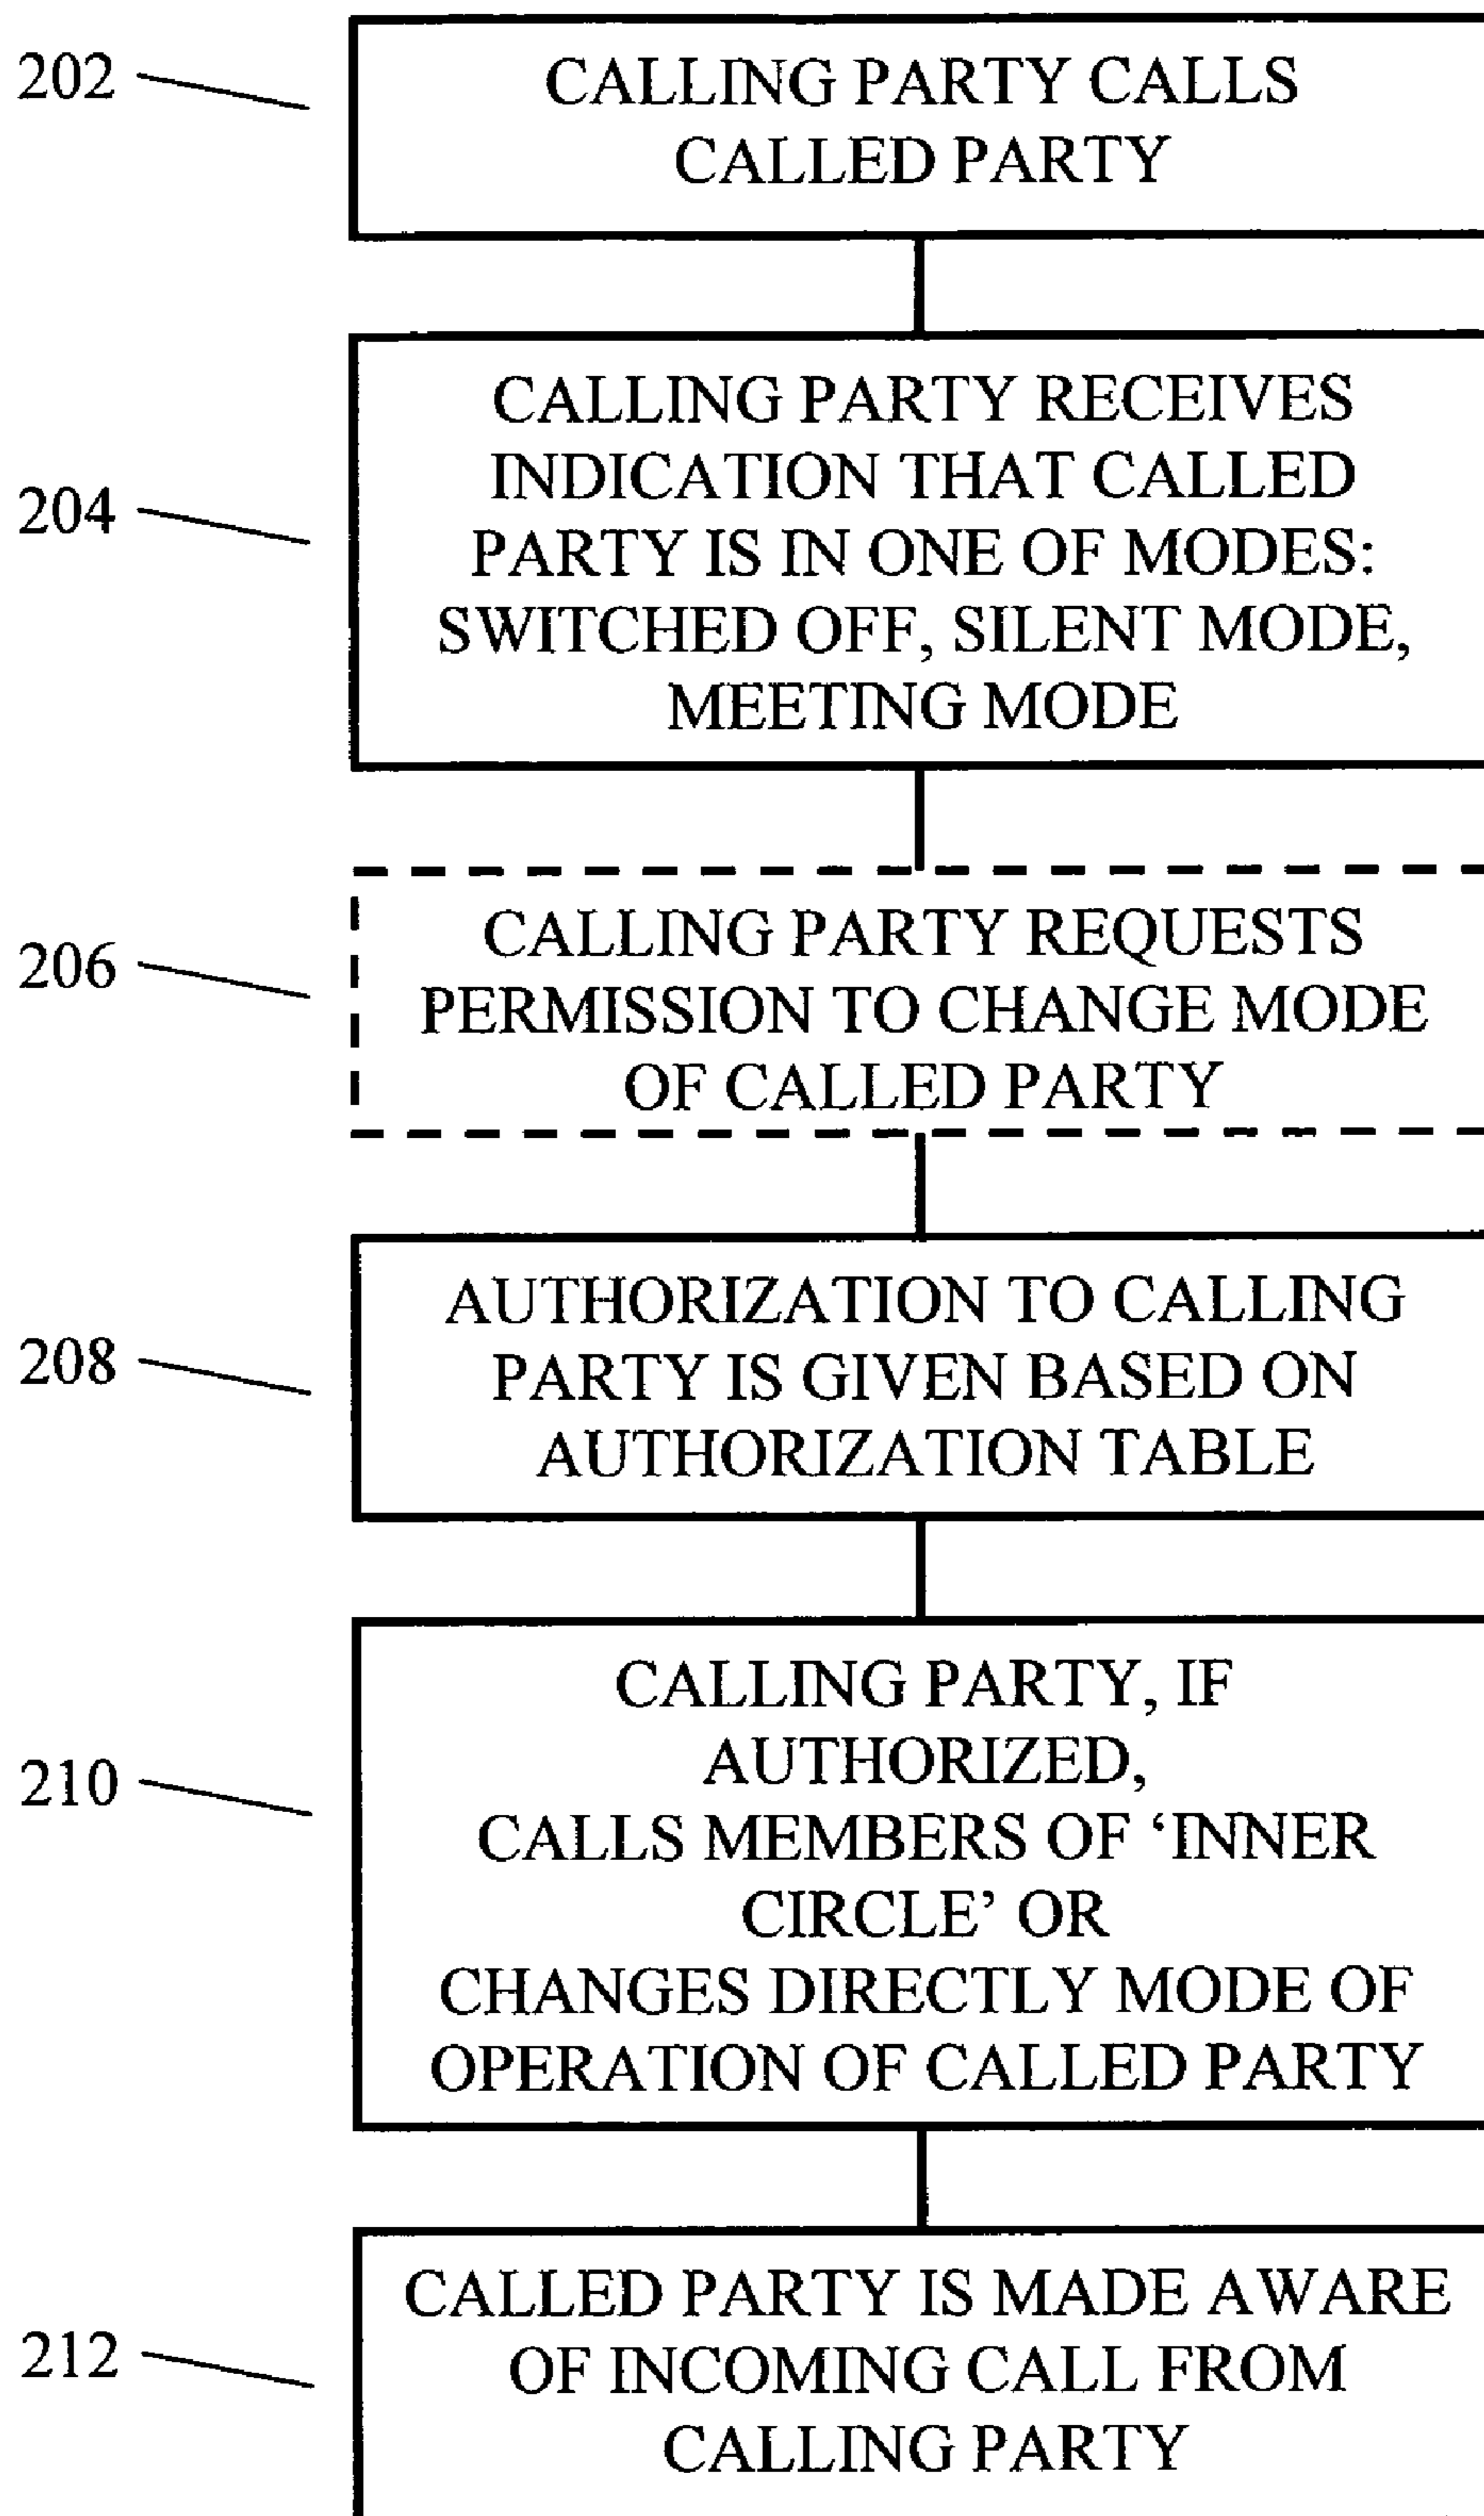 202
CALLING PARTY CALLS
CALLED PARTY
204
CALLING PARTY RECEIVES
INDICATION THAT CALLED
PARTY IS IN ONE OF MODES:
SWITCHED OFF, SILENT MODE,
MEETING MODE
206
CALLING PARTY REQUESTS
PERMISSION TO CHANGE MODE
OF CALLED PARTY
208
AUTHORIZATION TO CALLING
PARTY IS GIVEN BASED ON
AUTHORIZATION TABLE
210
CALLING PARTY, IF
AUTHORIZED,
CALLS MEMBERS OF ‘INNER
CIRCLE’ OR
CHANGES DIRECTLY MODE OF
OPERATION OF CALLED PARTY
212
CALLED PARTY IS MADE AWARE
OF INCOMING CALL FROM
CALLING PARTY